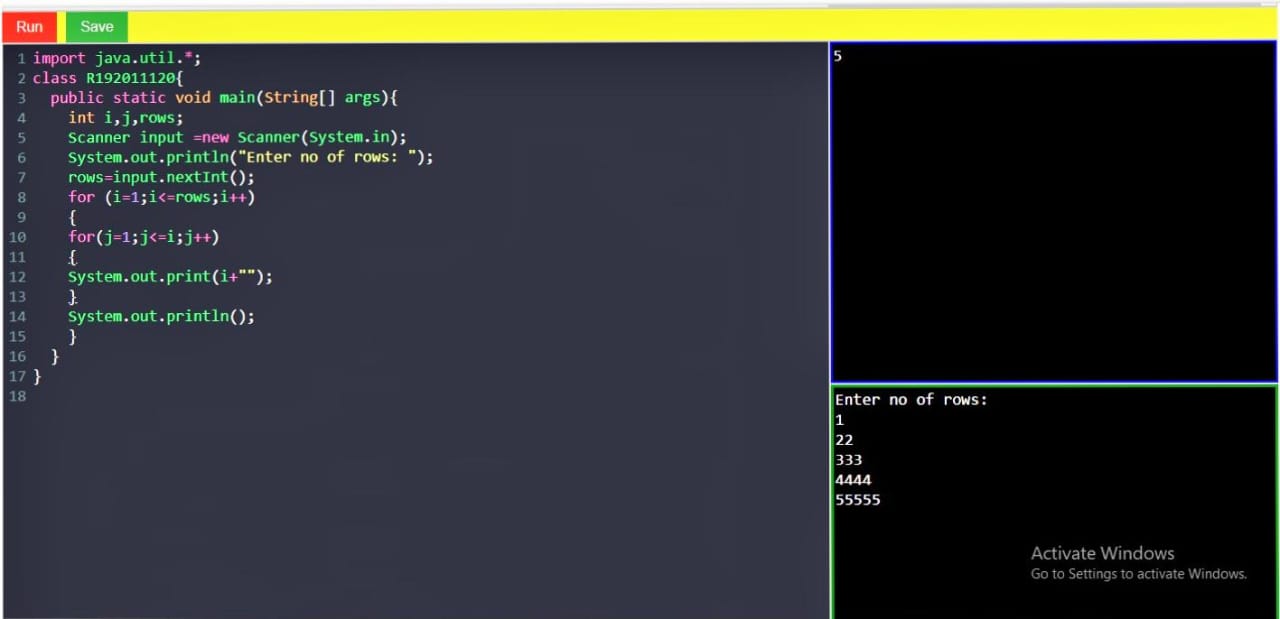 Run Save
1 import java.util.*;
2 class R192011120{
3   public static void main(String[] args){
4     int i,j,rows;
5     Scanner input =new Scanner(System.in);
6     System.out.println("Enter no of rows: ");
7     rows=input.nextInt();
8     for (i=1;i<=rows;i++)
9     {
10     for(j=1;j<=i;j++)
11     {
12     System.out.print(i+"");
13     }
14     System.out.println();
15     }
16   }
17 }
18
5
Enter no of rows:
1
22
333
4444
55555
Activate Windows
Go to Settings to activate Windows.